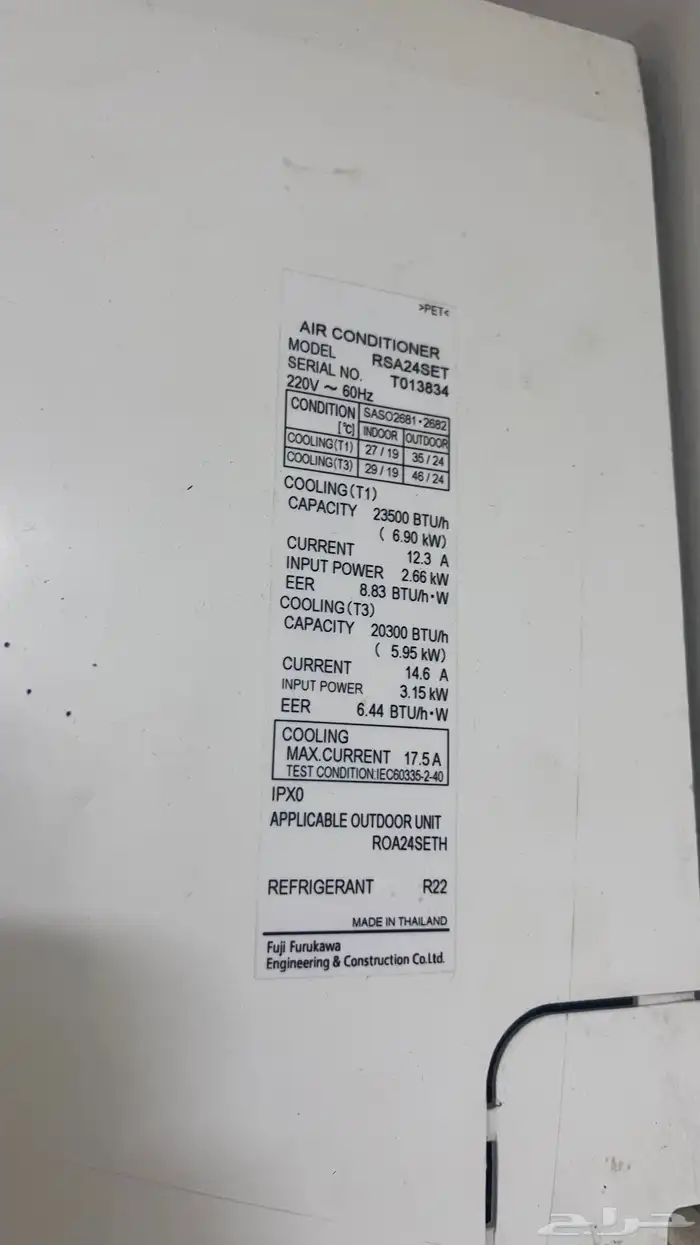 >PET<
AIR CONDITIONER
MODEL RSA24SET
SERIAL NO. T013834
220V ~ 60Hz
CONDITION [℃] SASO2681・2682
INDOOR OUTDOOR
COOLING(T1) 27 / 19 35 / 24
COOLING(T3) 29 / 19 46 / 24
COOLING(T1)
CAPACITY 23500 BTU/h
( 6.90 kW)
CURRENT 12.3 A
INPUT POWER 2.66 kW
EER 8.83 BTU/h・W
COOLING(T3)
CAPACITY 20300 BTU/h
( 5.95 kW)
CURRENT 14.6 A
INPUT POWER 3.15 kW
EER 6.44 BTU/h・W
COOLING
MAX.CURRENT 17.5 A
TEST CONDITION:IEC60335-2-40
IPX0
APPLICABLE OUTDOOR UNIT
ROA24SETH
REFRIGERANT R22
MADE IN THAILAND
Fuji Furukawa
Engineering & Construction Co.Ltd.
حراج